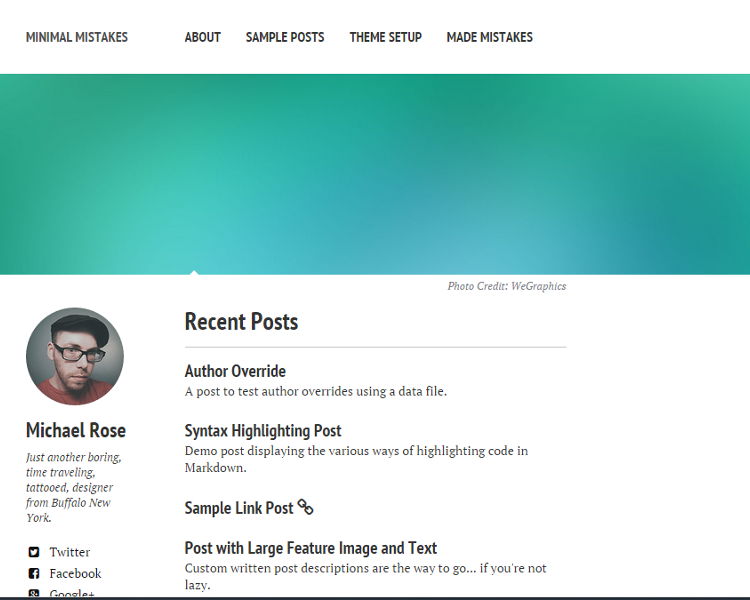 MINIMAL MISTAKES
ABOUT
SAMPLE POSTS
THEME SETUP
MADE MISTAKES
Photo Credit: WeGraphics
Michael Rose
Just another boring,
time traveling,
tattooed, designer
from Buffalo New
York.
Twitter
Facebook
Google+
Recent Posts
Author Override
A post to test author overrides using a data file.
Syntax Highlighting Post
Demo post displaying the various ways of highlighting code in
Markdown.
Sample Link Post
Post with Large Feature Image and Text
Custom written post descriptions are the way to go... if you're not
lazy.